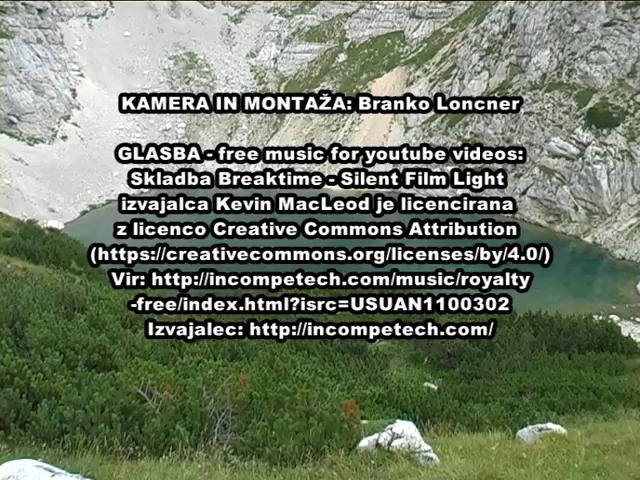 KAMERA IN MONTAŽA: Branko Loncner
GLASBA - free music for youtube videos:
Skladba Breaktime - Silent Film Light
izvajalca Kevin MacLeod je licencirana
z licenco Creative Commons Attribution
(https://creativecommons.org/licenses/by/4.0/)
Vir: http://incompetech.com/music/royalty
-free/index.html?isrc=USUAN1100302
Izvajalec: http://incompetech.com/